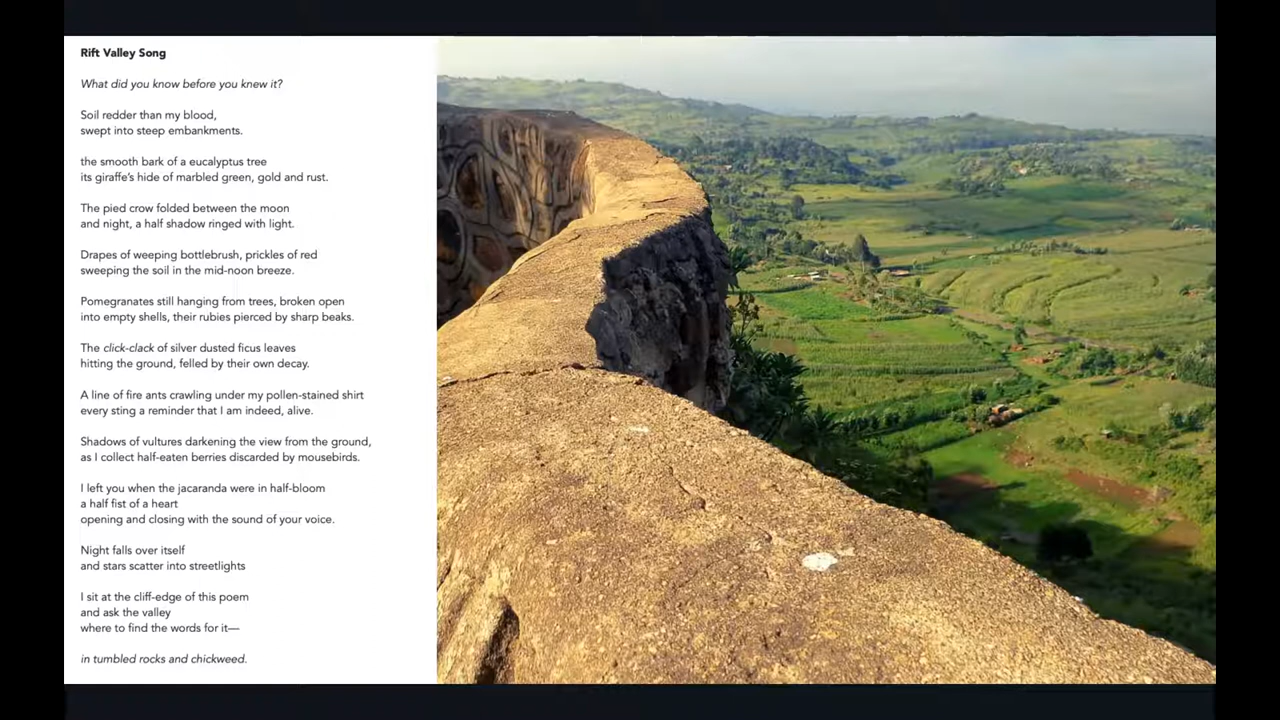 Rift Valley Song
What did you know before you knew it?
Soil redder than my blood,
swept into steep embankments.
the smooth bark of a eucalyptus tree
its giraffe's hide of marbled green, gold and rust.
The pied crow folded between the moon
and night, a half shadow ringed with light.
Drapes of weeping bottlebrush, prickles of red
sweeping the soil in the mid-noon breeze.
Pomegranates still hanging from trees, broken open
into empty shells, their rubies pierced by sharp beaks.
The click-clack of silver dusted ficus leaves
hitting the ground, felled by their own decay.
A line of fire ants crawling under my pollen-stained shirt
every sting a reminder that I am indeed, alive.
Shadows of vultures darkening the view from the ground,
as I collect half-eaten berries discarded by mousebirds.
I left you when the jacaranda were in half-bloom
a half fist of a heart
opening and closing with the sound of your voice.
Night falls over itself
and stars scatter into streetlights
I sit at the cliff-edge of this poem
and ask the valley
where to find the words for it—
in tumbled rocks and chickweed.